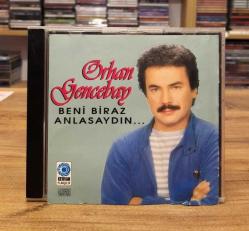 Orhan
Gencebay
BENİ BİRAZ
ANLASAYDIN...